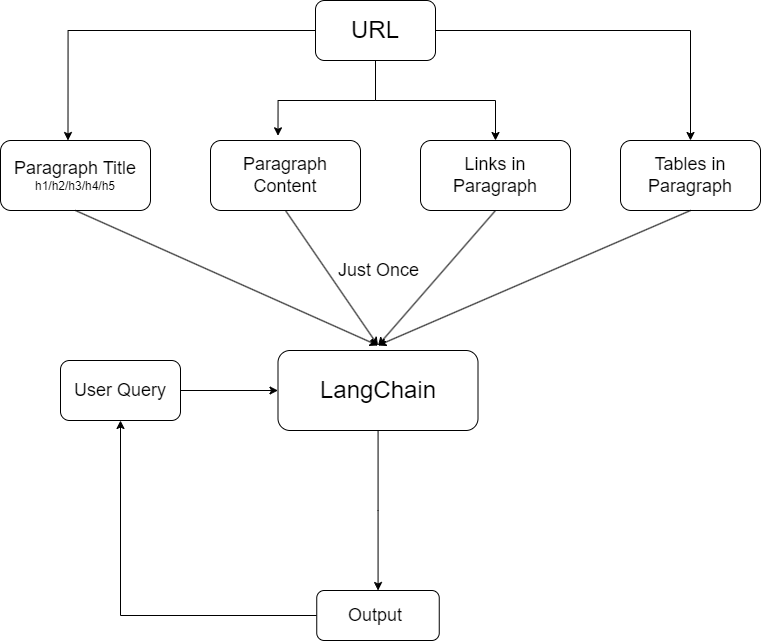 URL
Paragraph Title
h1/h2/h3/h4/h5
Paragraph
Content
Links in
Paragraph
Tables in
Paragraph
Just Once
User Query
LangChain
Output